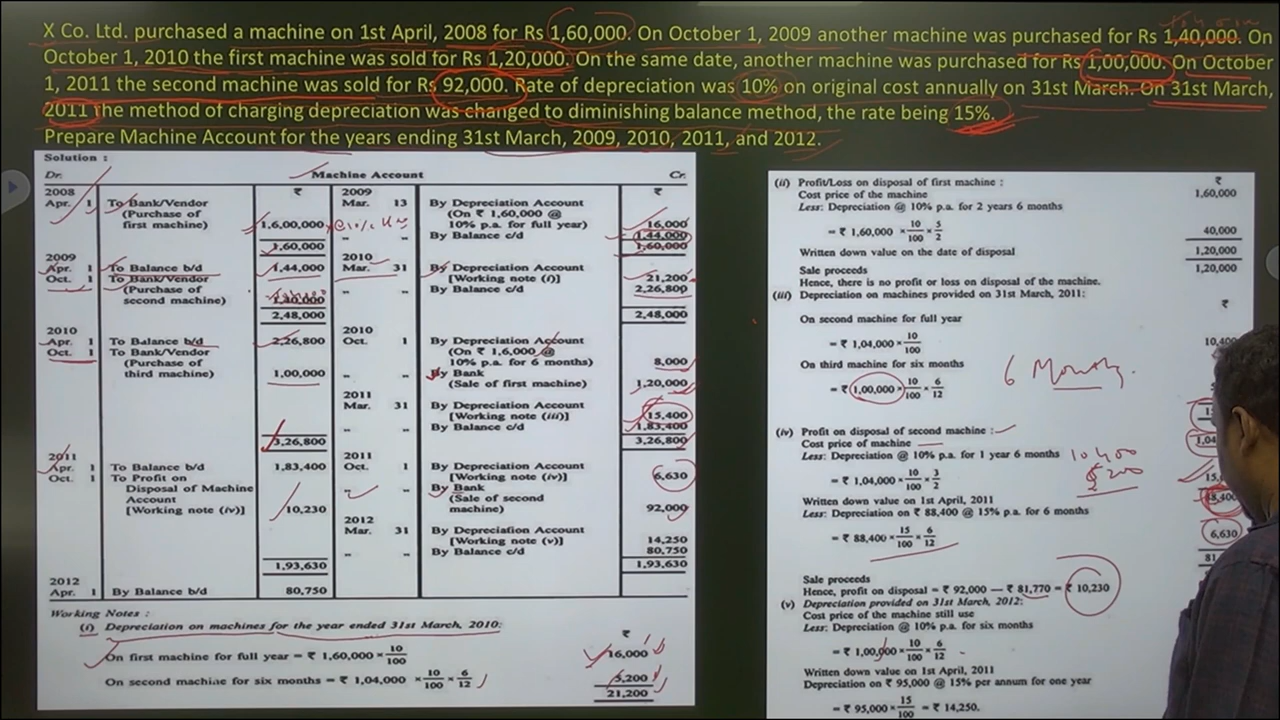 X Co. Ltd. purchased a machine on 1st April, 2008 for Rs 1,60,000. On October 1, 2009 another machine was purchased for Rs 1,40,000. On
October 1, 2010 the first machine was sold for Rs 1,20,000. On the same date, another machine was purchased for Rs 1,00,000. On October
1, 2011 the second machine was sold for Rs 92,000. Rate of depreciation was 10% on original cost annually on 31st March. On 31st March,
2011 The method of charging depreciation was changed to diminishing balance method, the rate being 15%.
Prepare Machine Account for the years ending 31st March, 2009, 2010, 2011, and 2012.
Solution :
Dr. Machine Account Cr.
2008 ₹ 2009 ₹
Apr. 1 To Bank/Vendor Mar. 13 By Depreciation Account
(Purchase of (On ₹ 1,60,000 @
first machine) 1,6,00,000 10% p.a. for full year) 16,000
" " By Balance c/d 1,44,000
1,60,000 1,60,000
2009 2010
Apr. 1 To Balance b/d 1,44,000 Mar. 31 By Depreciation Account 21,200
Oct. 1 To Bank/Vendor [Working note (i)]
(Purchase of " " By Balance c/d 2,26,800
second machine)
2,48,000 2,48,000
2010 2010
Apr. 1 To Balance b/d 2,26,800 Oct. 1 By Depreciation Account
Oct. 1 To Bank/Vendor (On ₹ 1,6,000 @
(Purchase of 10% p.a. for 6 months) 8,000
third machine) 1,00,000 " " By Bank
(Sale of first machine) 1,20,000
2011
Mar. 31 By Depreciation Account 15,400
[Working note (iii)]
" " By Balance c/d 1,83,400
3,26,800 3,26,800
2011 2011
Apr. 1 To Balance b/d 1,83,400 Oct. 1 By Depreciation Account
Oct. 1 To Profit on [Working note (iv)] 6,630
Disposal of Machine " By Bank
Account (Sale of second
[Working note (iv)] 10,230 machine) 92,000
2012
Mar. 31 By Depreciation Account
[Working note (v)] 14,250
" " By Balance c/d 80,750
1,93,630 1,93,630
2012
Apr. 1 By Balance b/d 80,750
Working Notes :
(i) Depreciation on machines for the year ended 31st March, 2010: ₹
On first machine for full year = ₹ 1,60,000 × 10/100 16,000
On second machine for six months = ₹ 1,04,000 × 10/100 × 6/12 5,200
21,200
(ii) Profit/Loss on disposal of first machine : ₹
Cost price of the machine 1,60,000
Less: Depreciation @ 10% p.a. for 2 years 6 months
= ₹ 1,60,000 × 10/100 × 5/2 40,000
Written down value on the date of disposal 1,20,000
Sale proceeds 1,20,000
Hence, there is no profit or loss on disposal of the machine.
(iii) Depreciation on machines provided on 31st March, 2011: ₹
On second machine for full year
= ₹ 1,04,000 × 10/100 10,400
On third machine for six months
= ₹ 1,00,000 × 10/100 × 6/12
6 Months
(iv) Profit on disposal of second machine :
Cost price of machine 1,04
Less: Depreciation @ 10% p.a. for 1 year 6 months
10400
5200
= ₹ 1,04,000 × 10/100 × 3/2
Written down value on 1st April, 2011
Less: Depreciation on ₹ 88,400 @ 15% p.a. for 6 months
= ₹ 88,400 × 15/100 × 6/12 6,630
Sale proceeds
Hence, profit on disposal = ₹ 92,000 — ₹ 81,770 = ₹ 10,230
(v) Depreciation provided on 31st March, 2012:
Cost price of the machine still use
Less: Depreciation @ 10% p.a. for six months
= ₹ 1,00,000 × 10/100 × 6/12
Written down value on 1st April, 2011
Depreciation on ₹ 95,000 @ 15% per annum for one year
= ₹ 95,000 × 15/100 = ₹ 14,250.